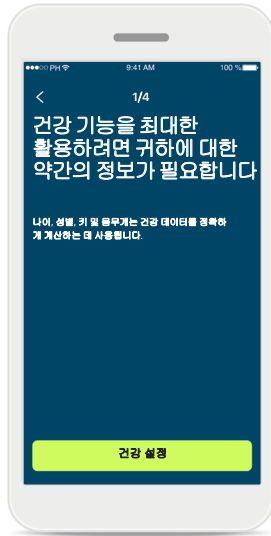 ●●●○○ PH 9:41 AM 100 %
1/4
건강 기능을 최대한
활용하려면 귀하에 대한
약간의 정보가 필요합니다
나이, 성별, 키 및 몸무게는 건강 데이터를 정확하
게 계산하는 데 사용됩니다.
건강 설정